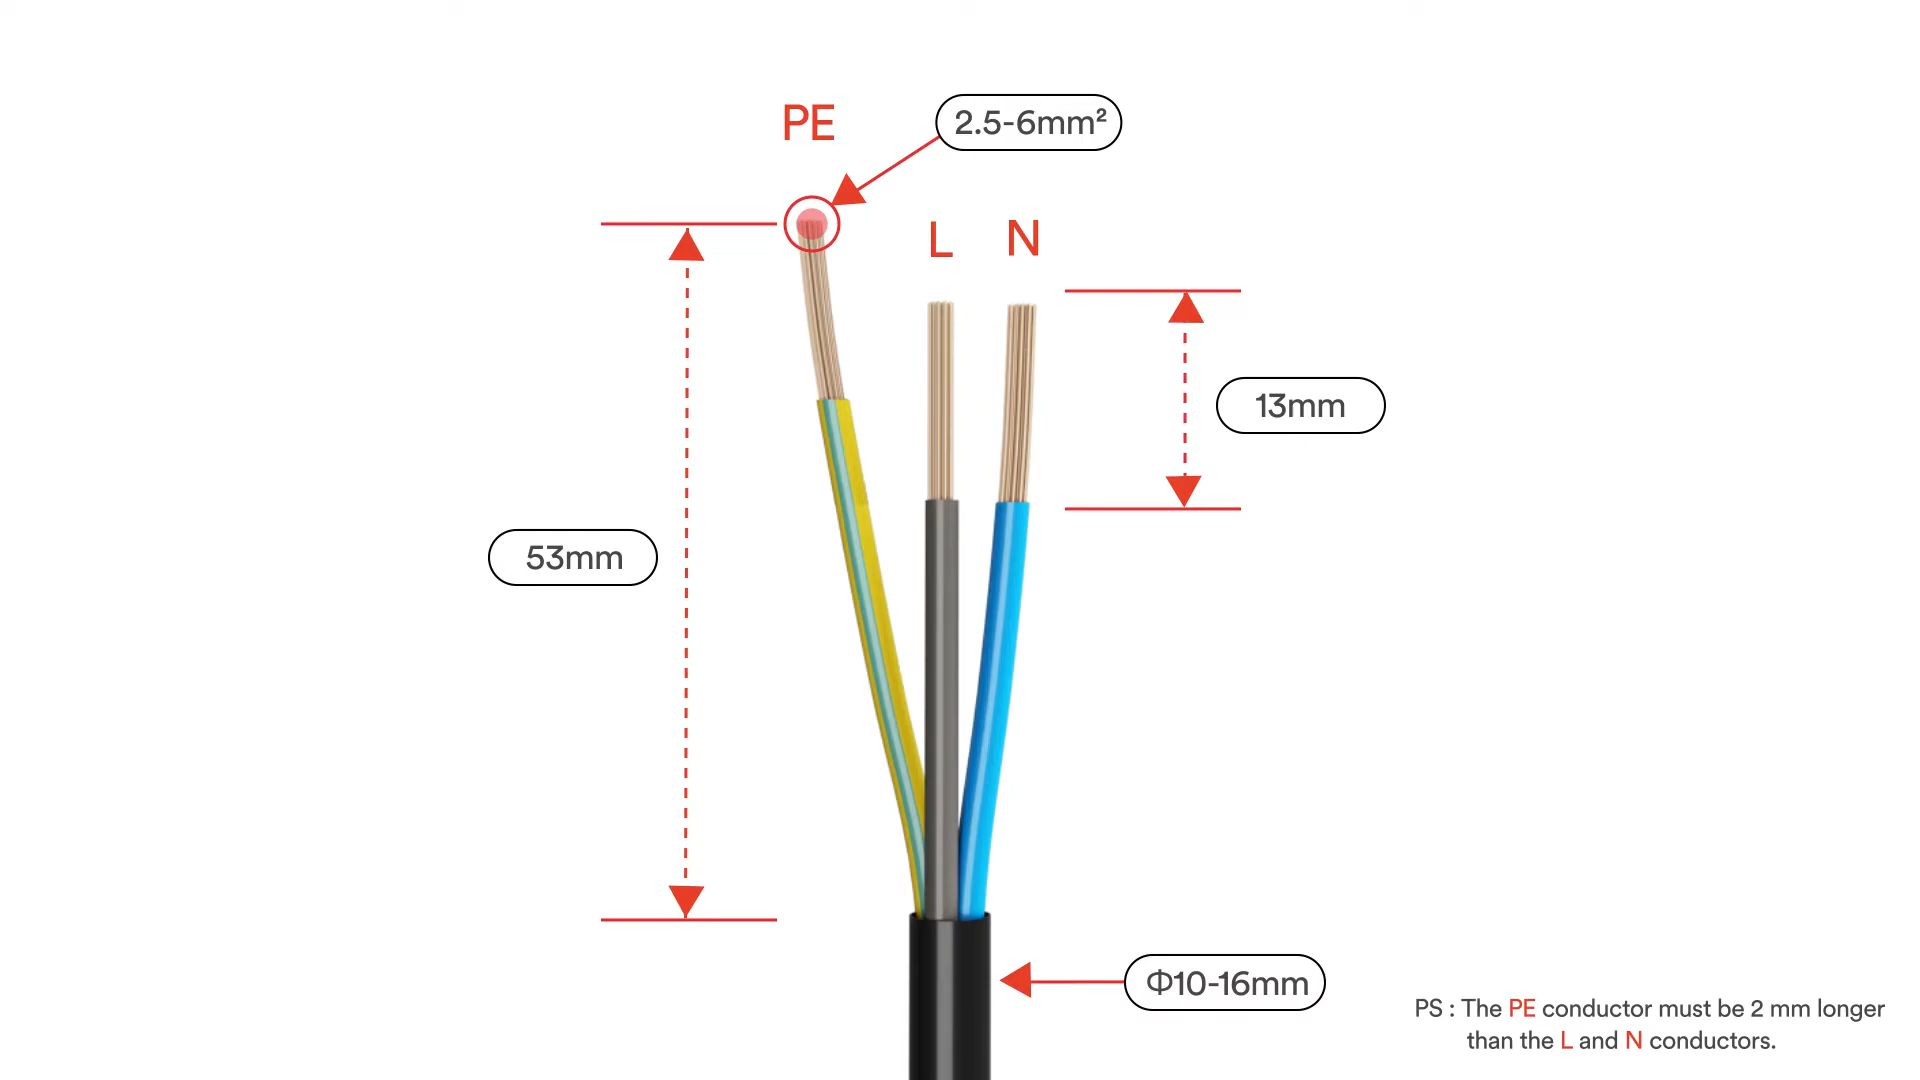 PE
2.5-6mm²
L
N
13mm
53mm
Φ10-16mm
PS : The PE conductor must be 2 mm longer
than the L and N conductors.